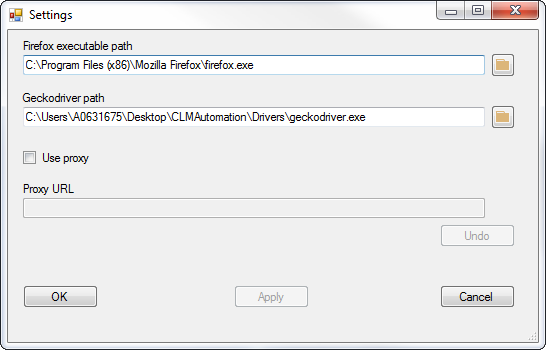 Settings
Firefox executable path
C:\Program Files (x86)\Mozilla Firefox\firefox.exe
Geckodriver path
C:\Users\A0631675\Desktop\CLMAutomation\Drivers\geckodriver.exe
Use proxy
Proxy URL
Undo
OK Apply Cancel